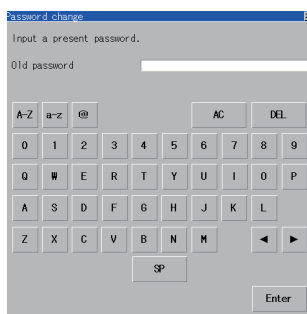 Password change
Input a present password.
Old password
A-Z a-z @ AC DEL
0 1 2 3 4 5 6 7 8 9
Q W E R T Y U I O P
A S D F G H J K L
Z X C V B N M ◄ ►
SP
Enter